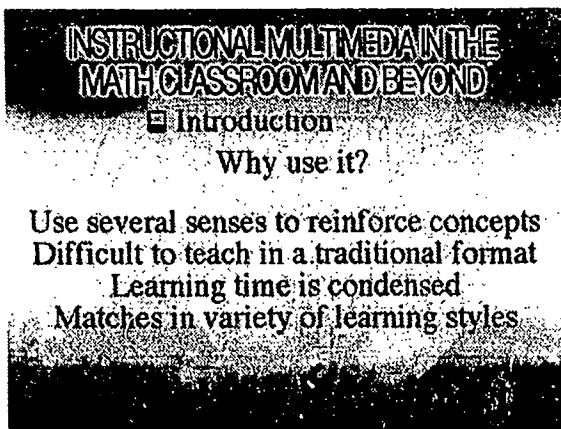 INSTRUCTIONAL MULTIMEDIA IN THE
MATH CLASSROOM AND BEYOND
Introduction
Why use it?
Use several senses to reinforce concepts
Difficult to teach in a traditional format
Learning time is condensed
Matches in variety of learning styles